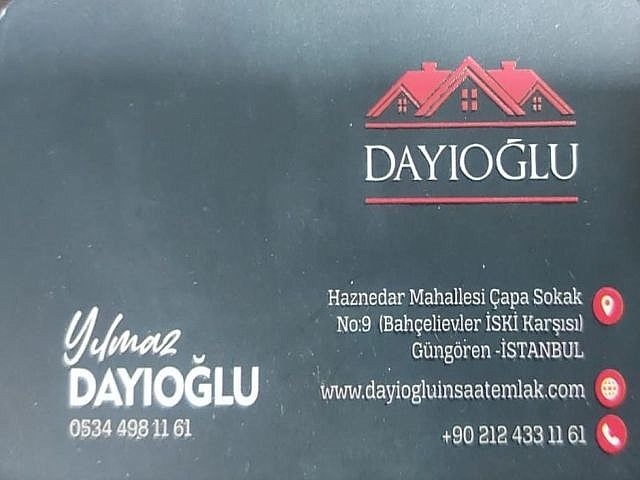 DAYIOĞLU
Haznedar Mahallesi Çapa Sokak
No:9 (Bahçelievler İSKİ Karşısı)
Güngören -İSTANBUL
www.dayiogluinsaatemlak.com
+90 212 433 11 61
Yılmaz
DAYIOĞLU
0534 498 11 61